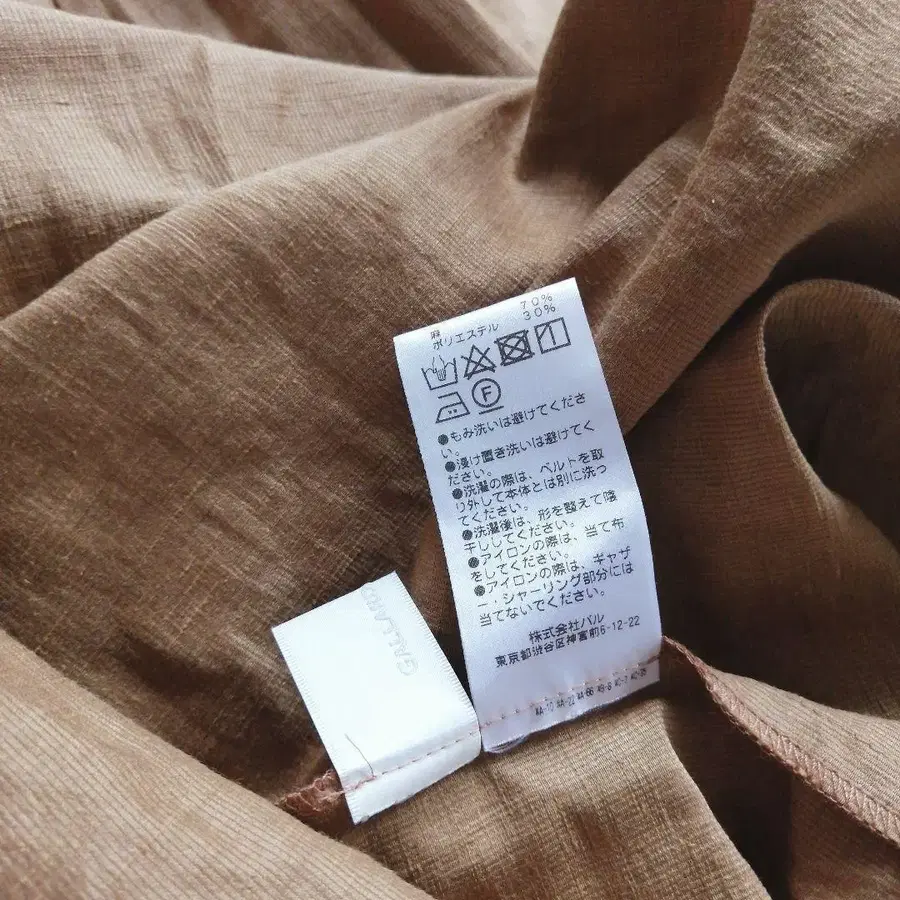 麻 70%
ポリエステル 30%
F
●もみ洗いは避けてくださ
い。
●浸け置き洗いは避けてく
ださい。
●洗濯の際は、ベルトを取
り外して本体とは別に洗っ
てください。
●洗濯後は、形を整えて陰
干ししてください。
●アイロンの際は、当て布
をしてください。
●アイロンの際は、ギャザ
ー・シャーリング部分には
当てないでください。
株式会社パル
東京都渋谷区神宮前6-12-22
GALLARD